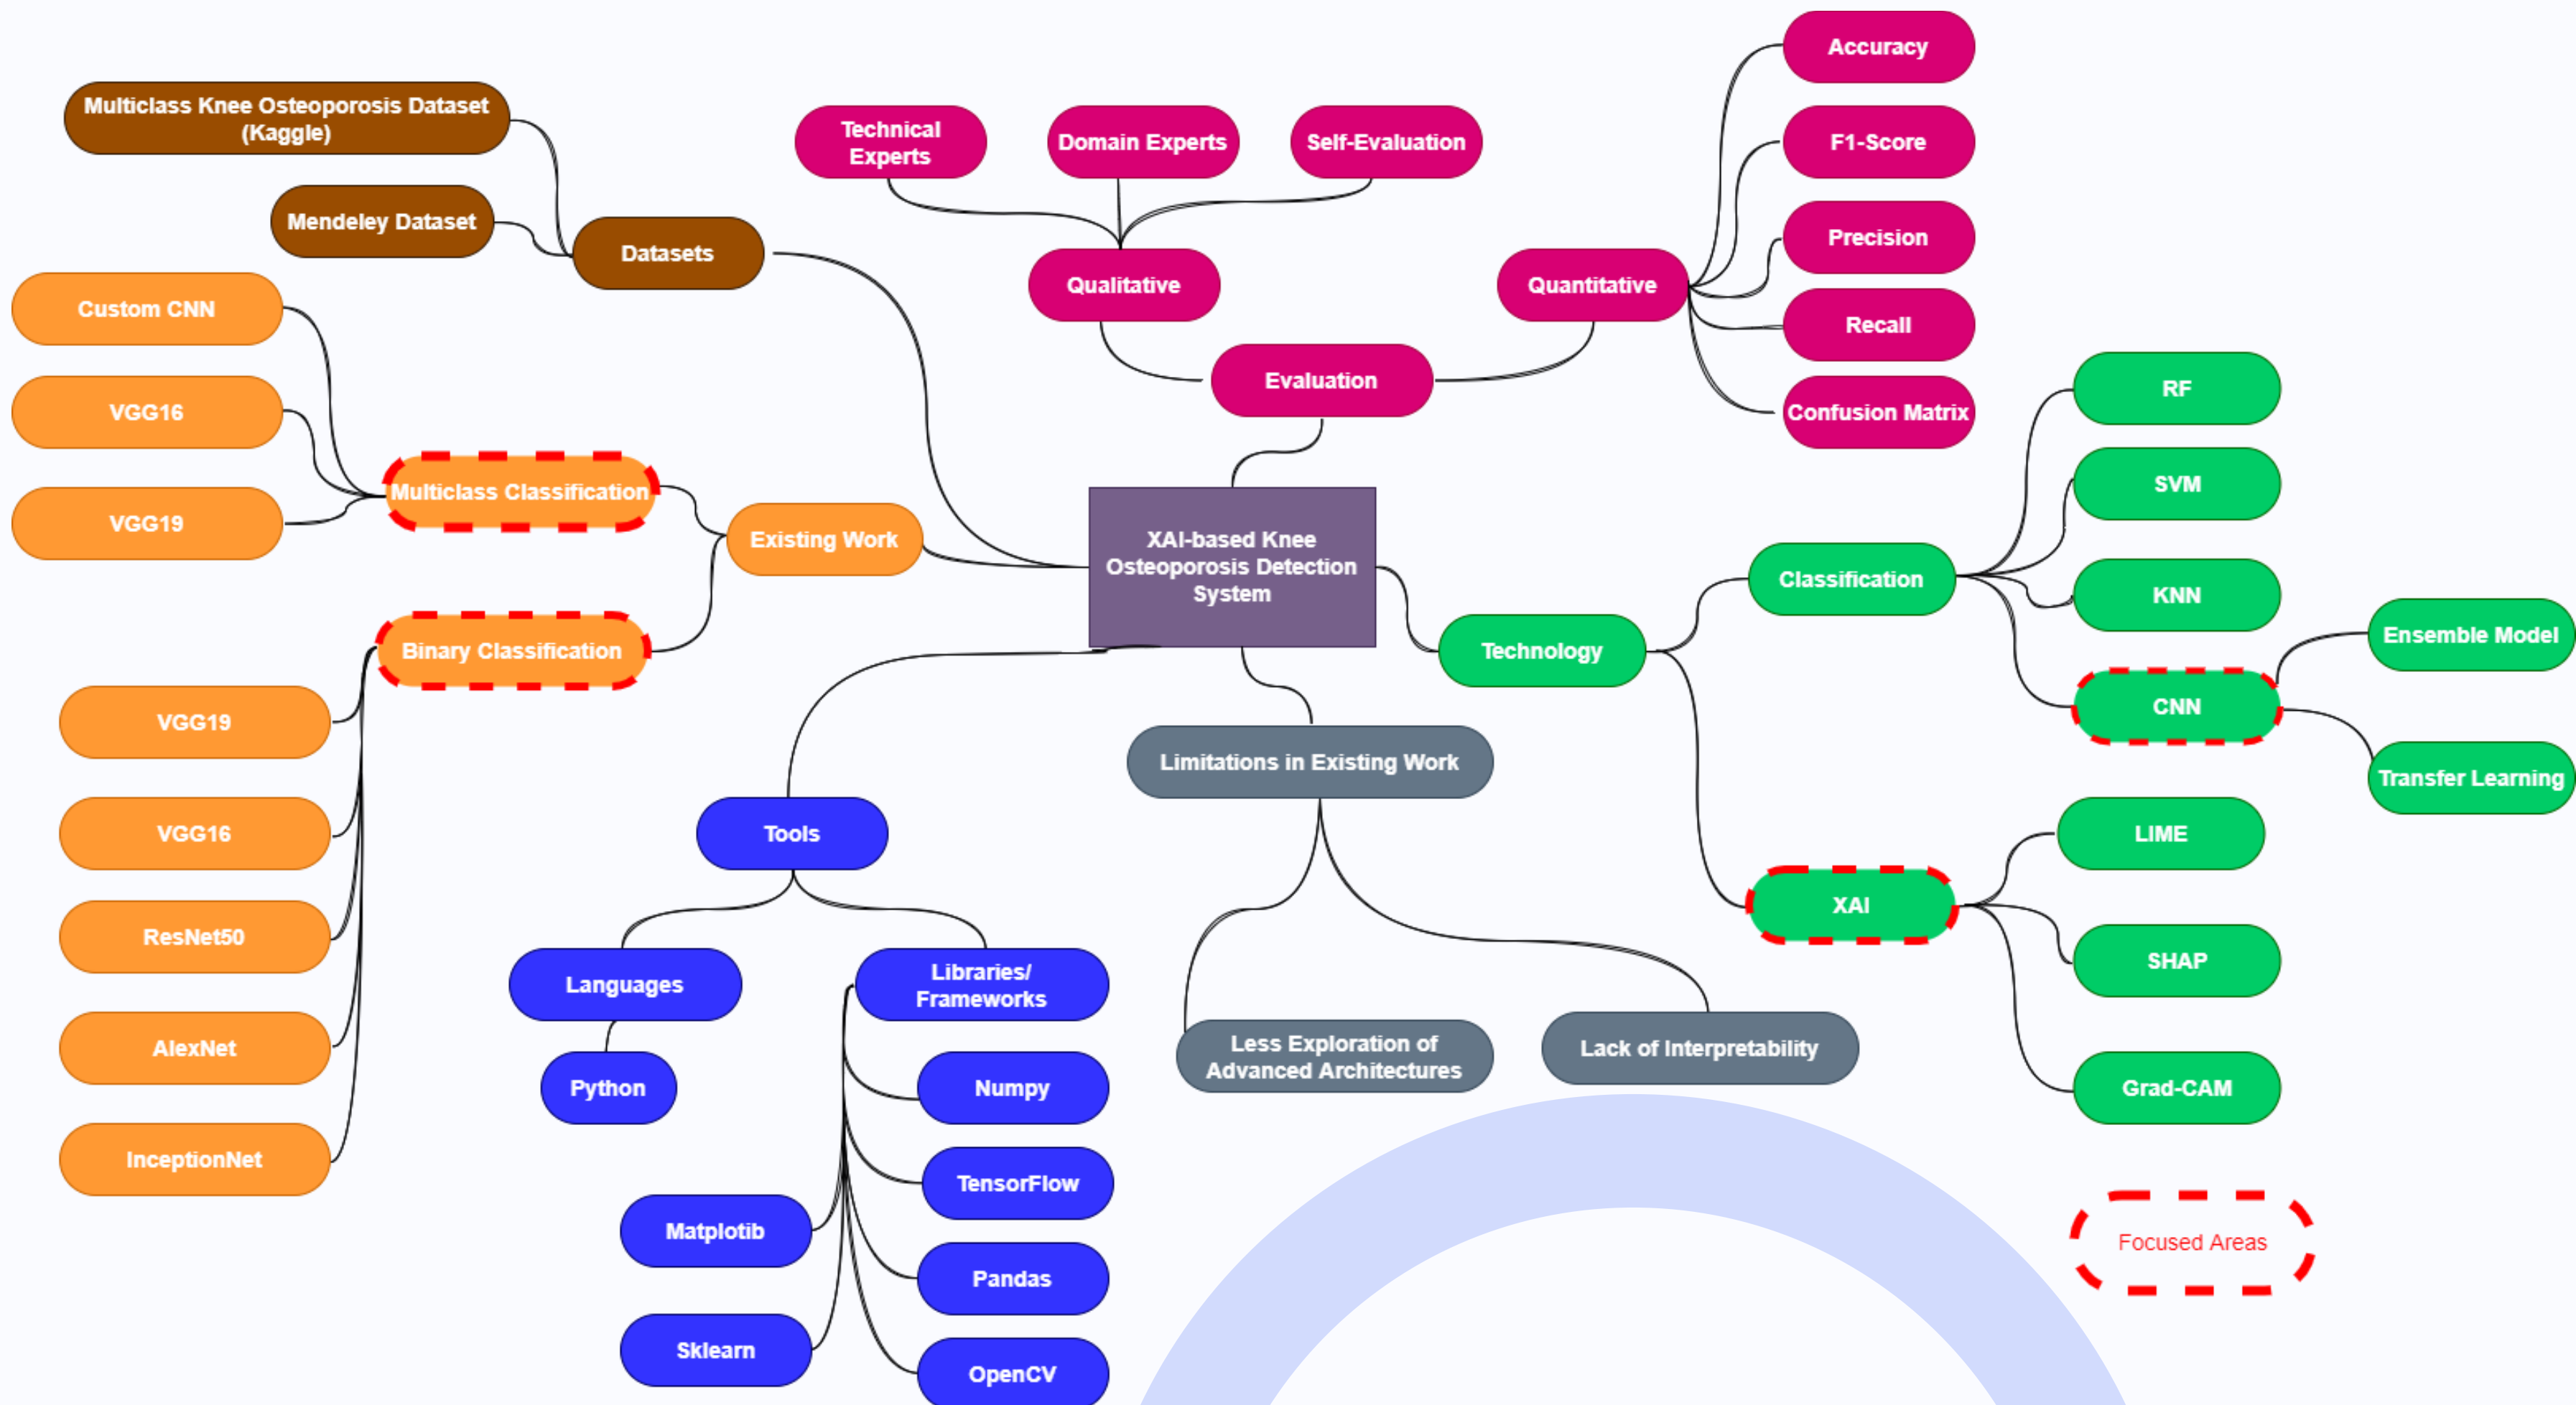 Accuracy
Multiclass Knee Osteoporosis Dataset
(Kaggle)
Technical
Experts
Domain Experts
Self-Evaluation
F1-Score
Mendeley Dataset
Datasets
Precision
Custom CNN
Qualitative
Quantitative
Recall
VGG16
Evaluation
Confusion Matrix
RF
Multiclass Classification
SVM
VGG19
Existing Work
XAI-based Knee
Osteoporosis Detection
System
Classification
KNN
Binary Classification
Technology
Ensemble Model
CNN
VGG19
Limitations in Existing Work
Transfer Learning
VGG16
Tools
LIME
ResNet50
XAI
Languages
Libraries/
Frameworks
SHAP
AlexNet
Python
Numpy
Less Exploration of
Advanced Architectures
Lack of Interpretability
Grad-CAM
InceptionNet
TensorFlow
Matplotib
Focused Areas
Pandas
Sklearn
OpenCV